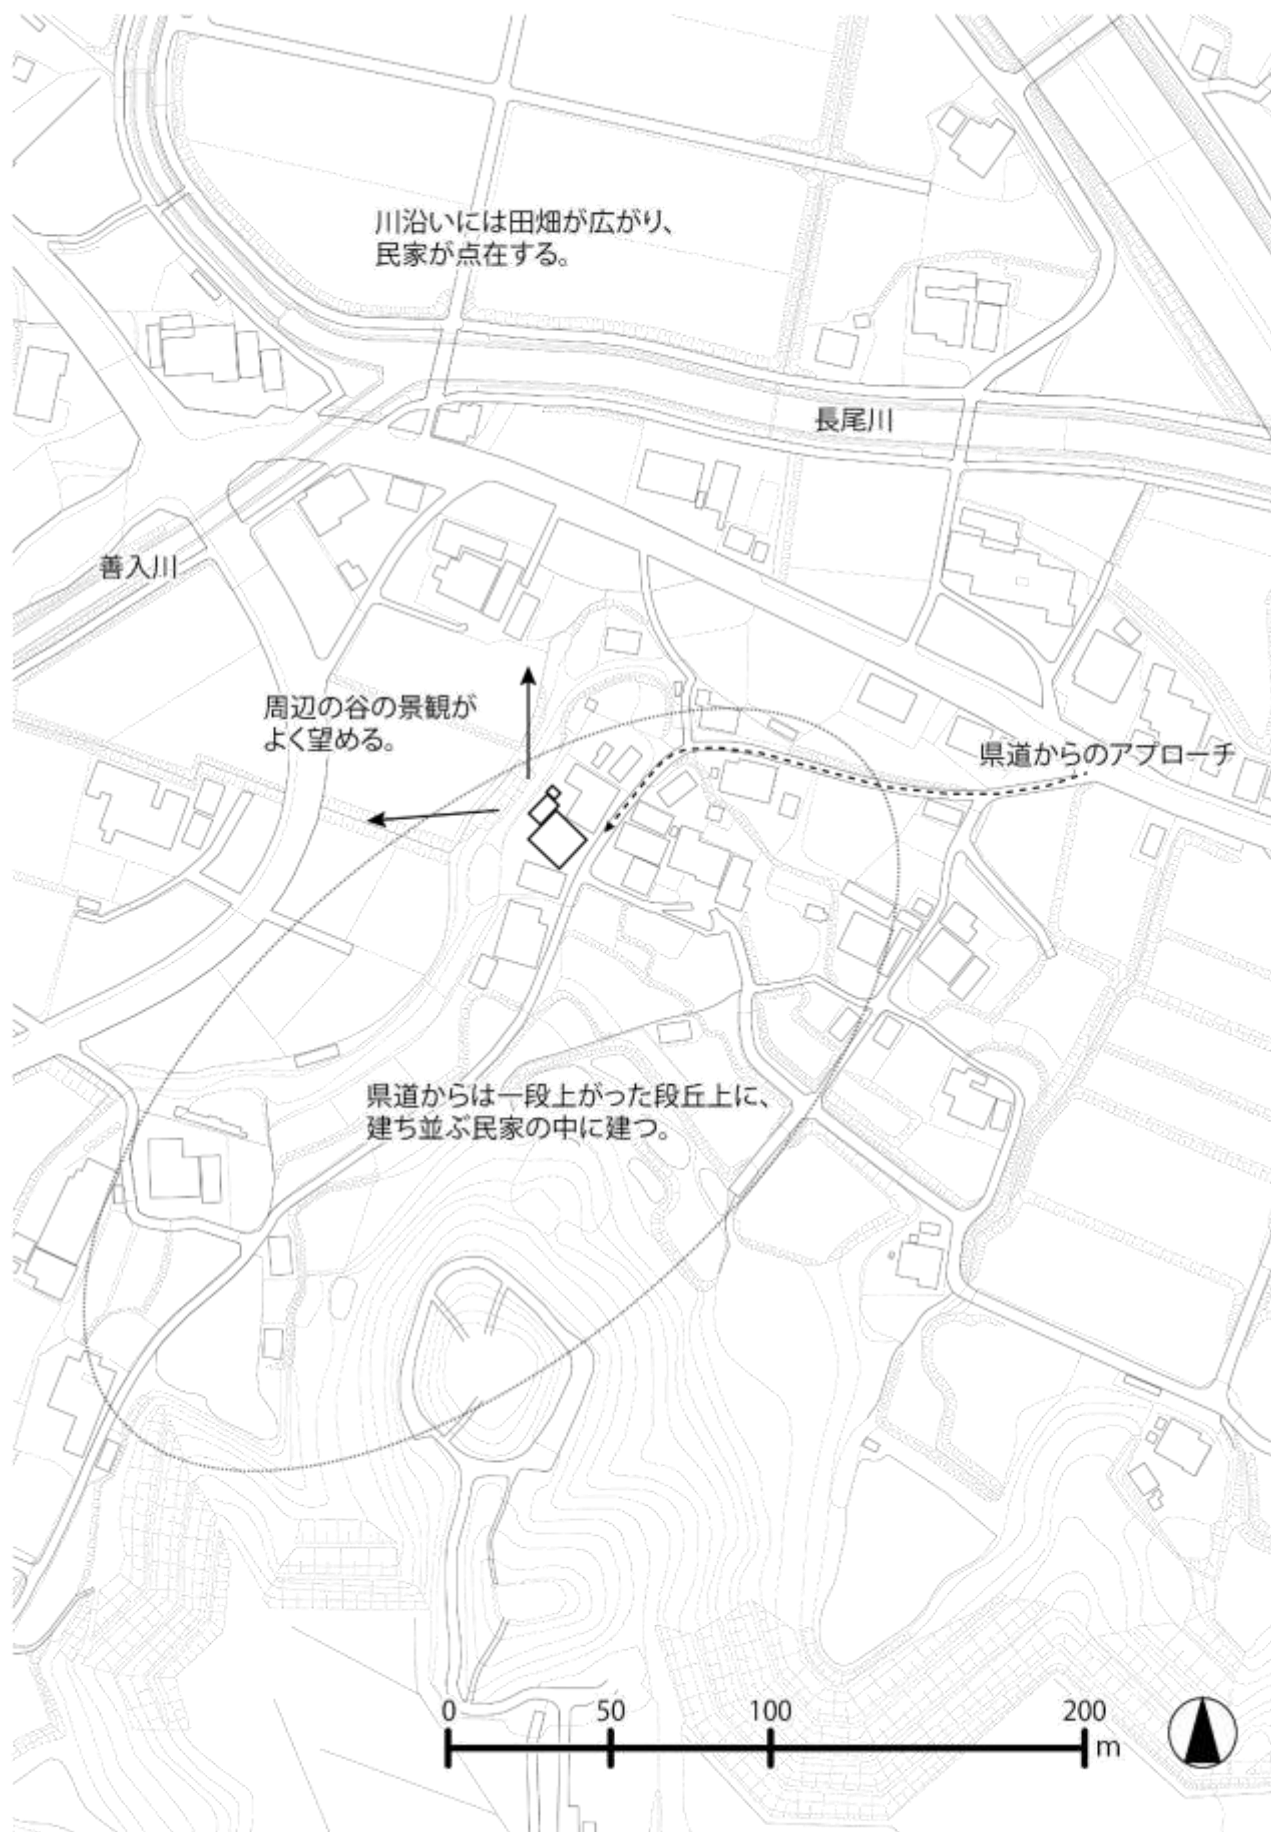 川沿いには田畑が広がり、
民家が点在する。
長尾川
善入川
周辺の谷の景観が
よく望める。
県道からのアプローチ
県道からは一段上がった段丘上に、
建ち並ぶ民家の中に建つ。
0 50 100 200
m